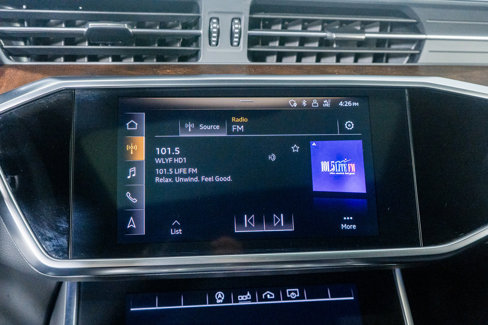 4:26 PM
Source
Radio
FM
101.5
WLYF HD1
101.5 LIFE FM
Relax. Unwind. Feel Good.
101.5 LIFE FM
List
More